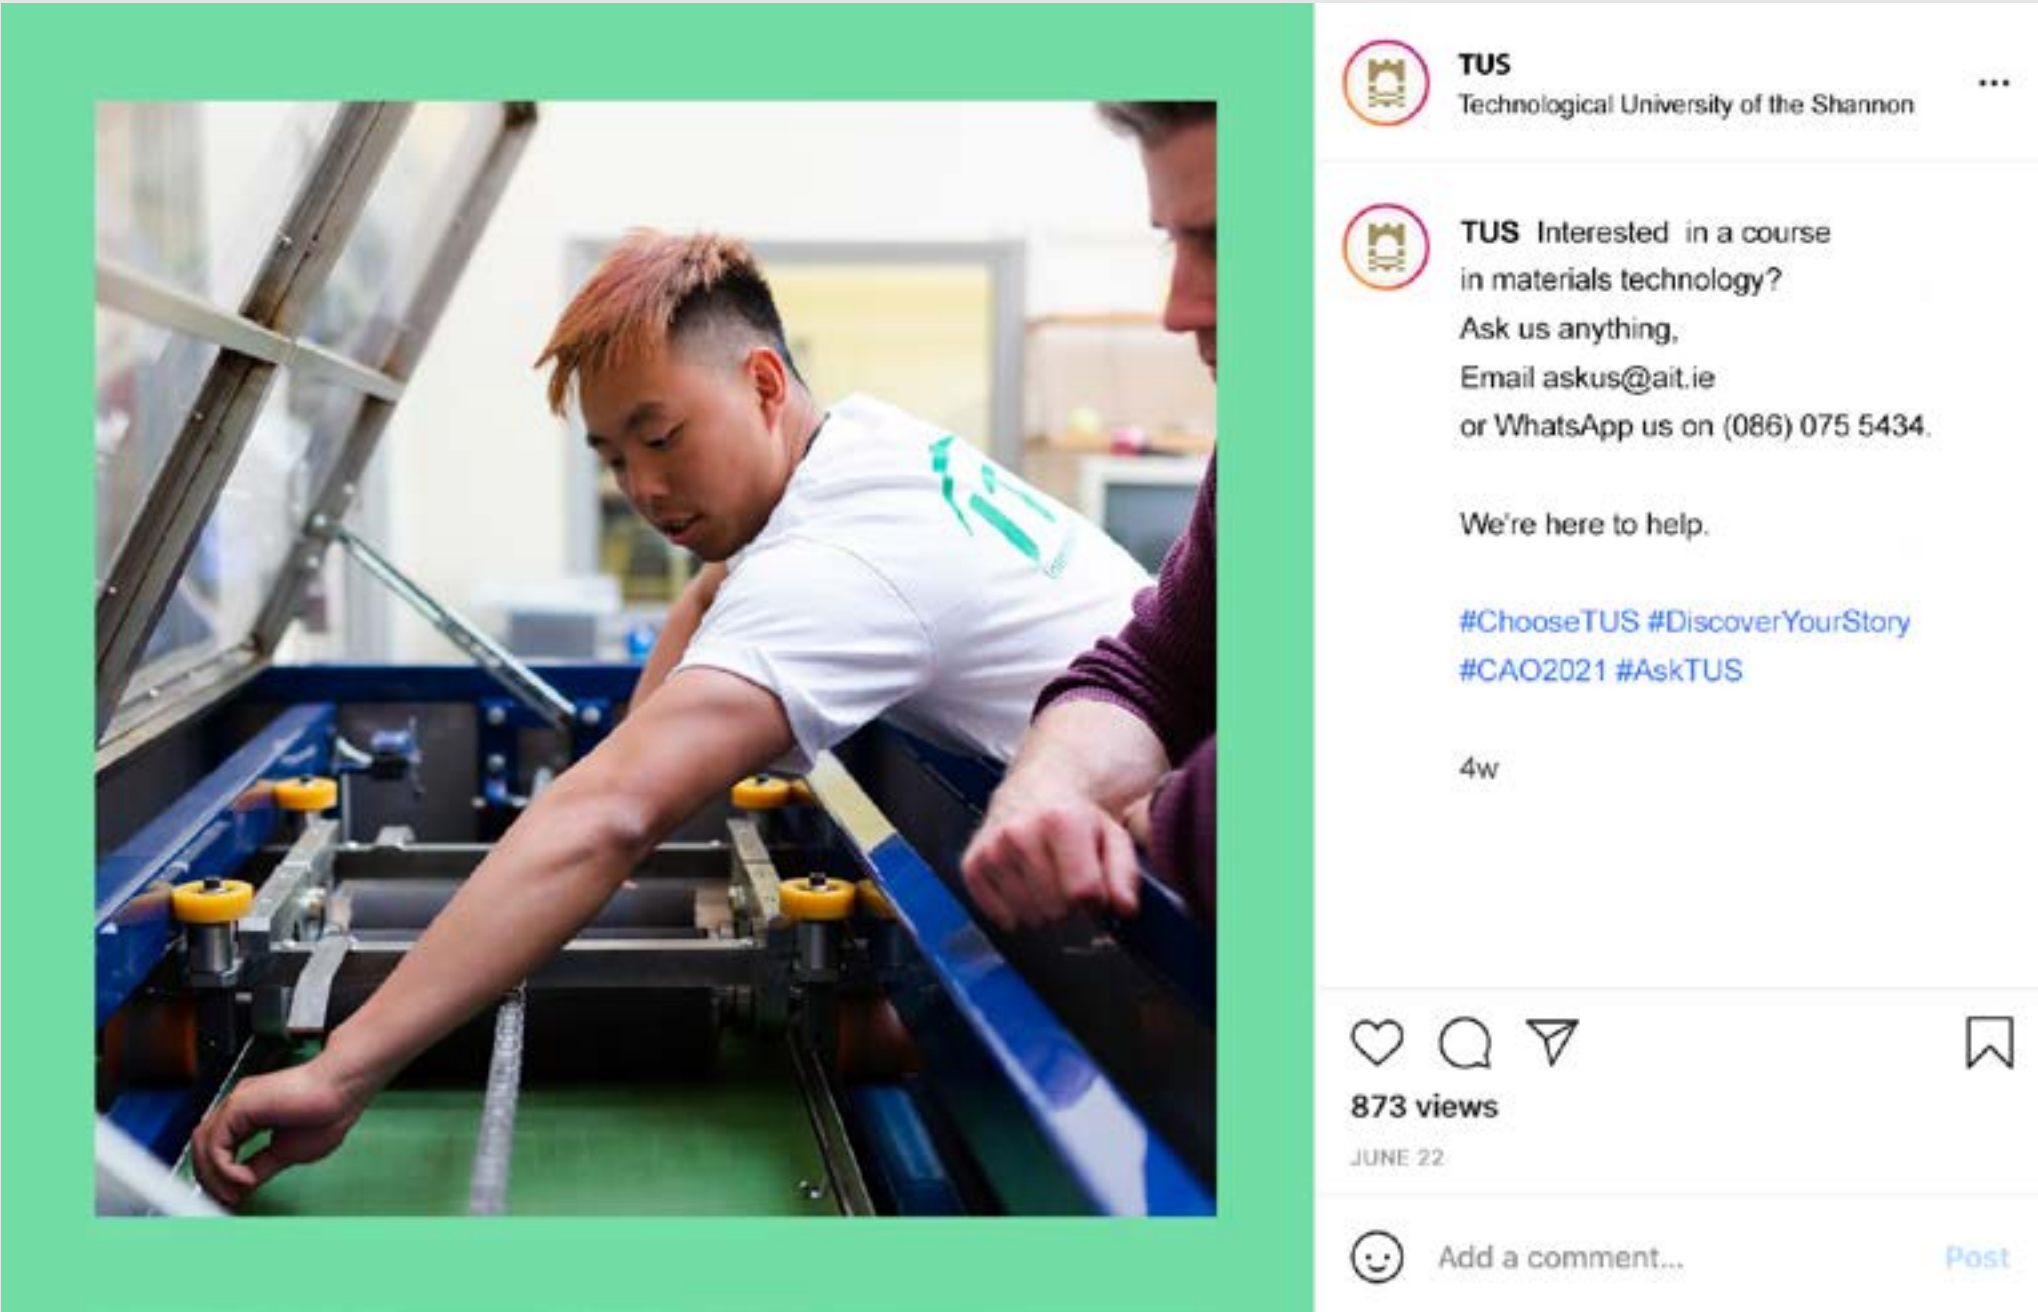 TUS
Technological University of the Shannon
TUS Interested in a course
in materials technology?
Ask us anything,
Email askus@ait.ie
or WhatsApp us on (086) 075 5434.
We're here to help.
#ChooseTUS #DiscoverYourStory
#CAO2021 #AskTUS
4w
873 views
JUNE 22
Add a comment...
Post